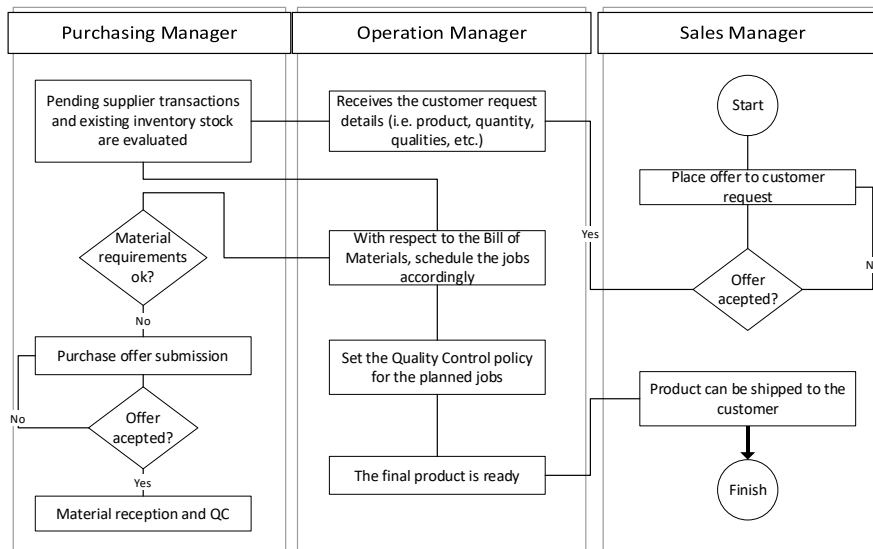 Purchasing Manager
Operation Manager
Sales Manager
Pending supplier transactions
and existing inventory stock
are evaluated
Material
requirements
ok?
No
Purchase offer submission
No
Offer
acepted?
Yes
Material reception and QC
Receives the customer request
details (i.e. product, quantity,
qualities, etc.)
With respect to the Bill of
Materials, schedule the jobs
accordingly
Set the Quality Control policy
for the planned jobs
The final product is ready
Start
Place offer to customer
request
Yes
Offer
acepted?
N
Product can be shipped to the
customer
Finish